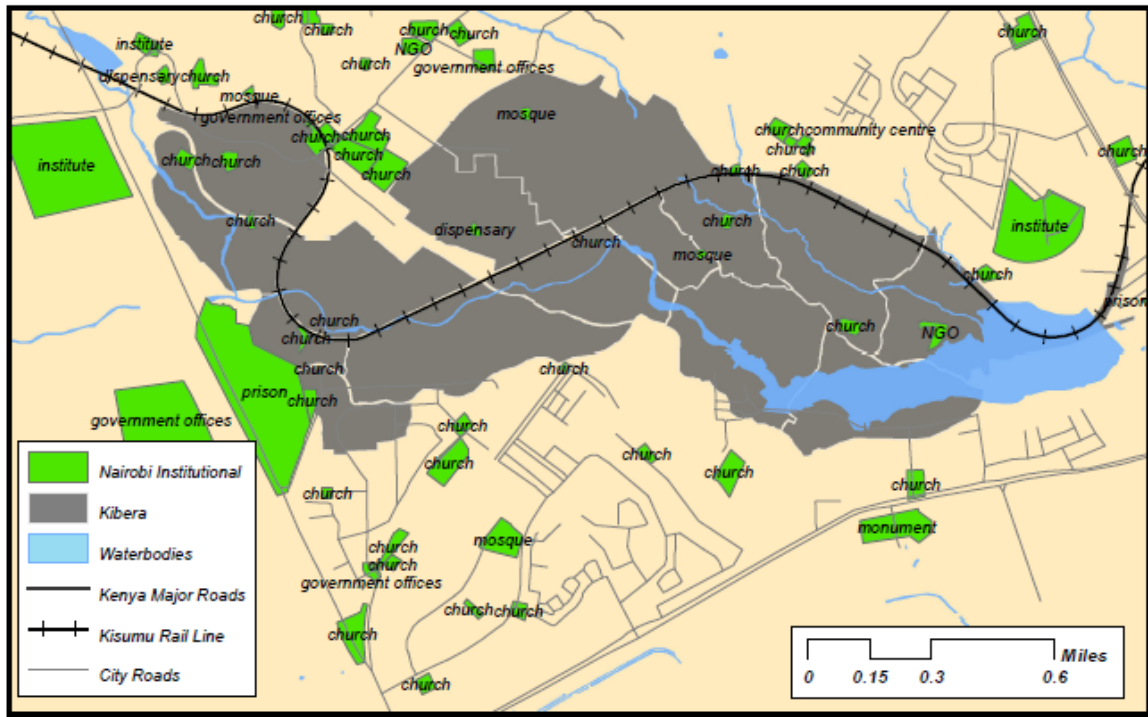 church
church
church
church
institute
NGO
church
church
government offices
dispensary
church
mosque
mosque
government offices
church
church
church
community centre
church
church
church
institute
church
church
church
church
church
church
church
dispensary
church
mosque
institute
church
church
church
church
NGO
prison
church
church
prison
church
government offices
church
church
church
church
church
church
monument
mosque
church
church
government offices
church
church
church
church
Nairobi Institutional
Kibera
Waterbodies
Kenya Major Roads
Kisumu Rail Line
City Roads
Miles
0 0.15 0.3 0.6